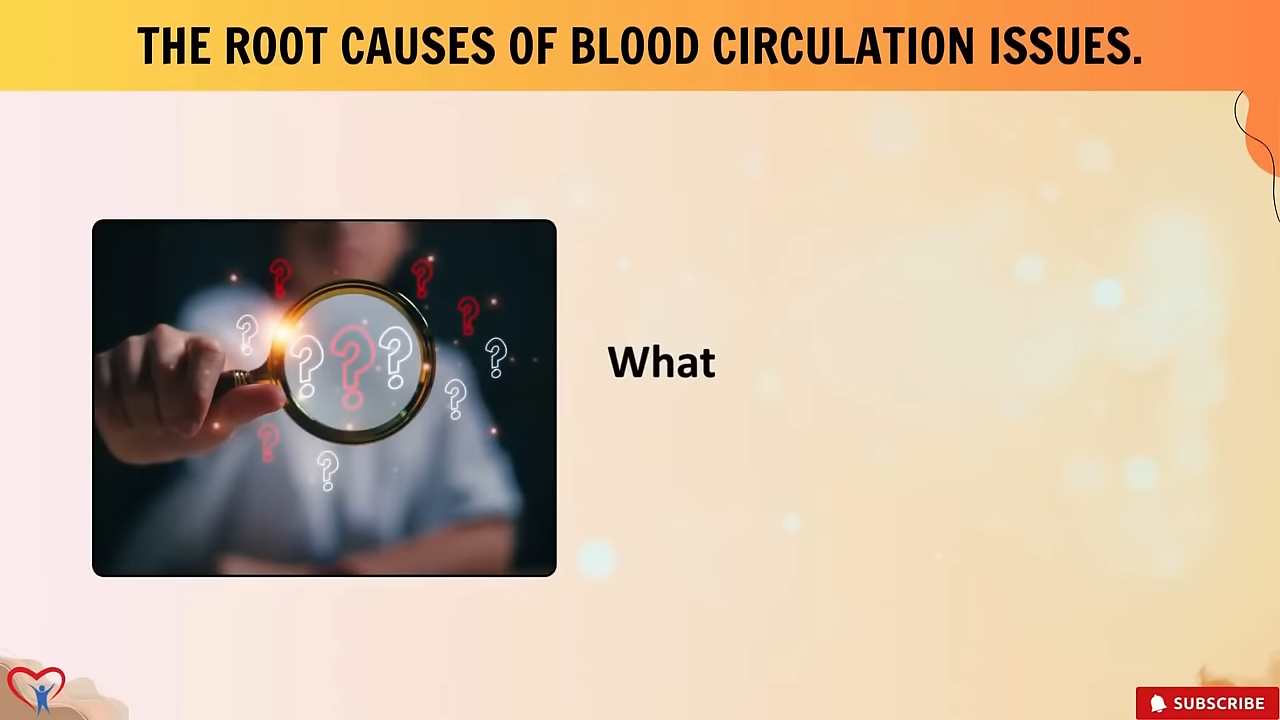 THE ROOT CAUSES OF BLOOD CIRCULATION ISSUES.
What
SUBSCRIBE